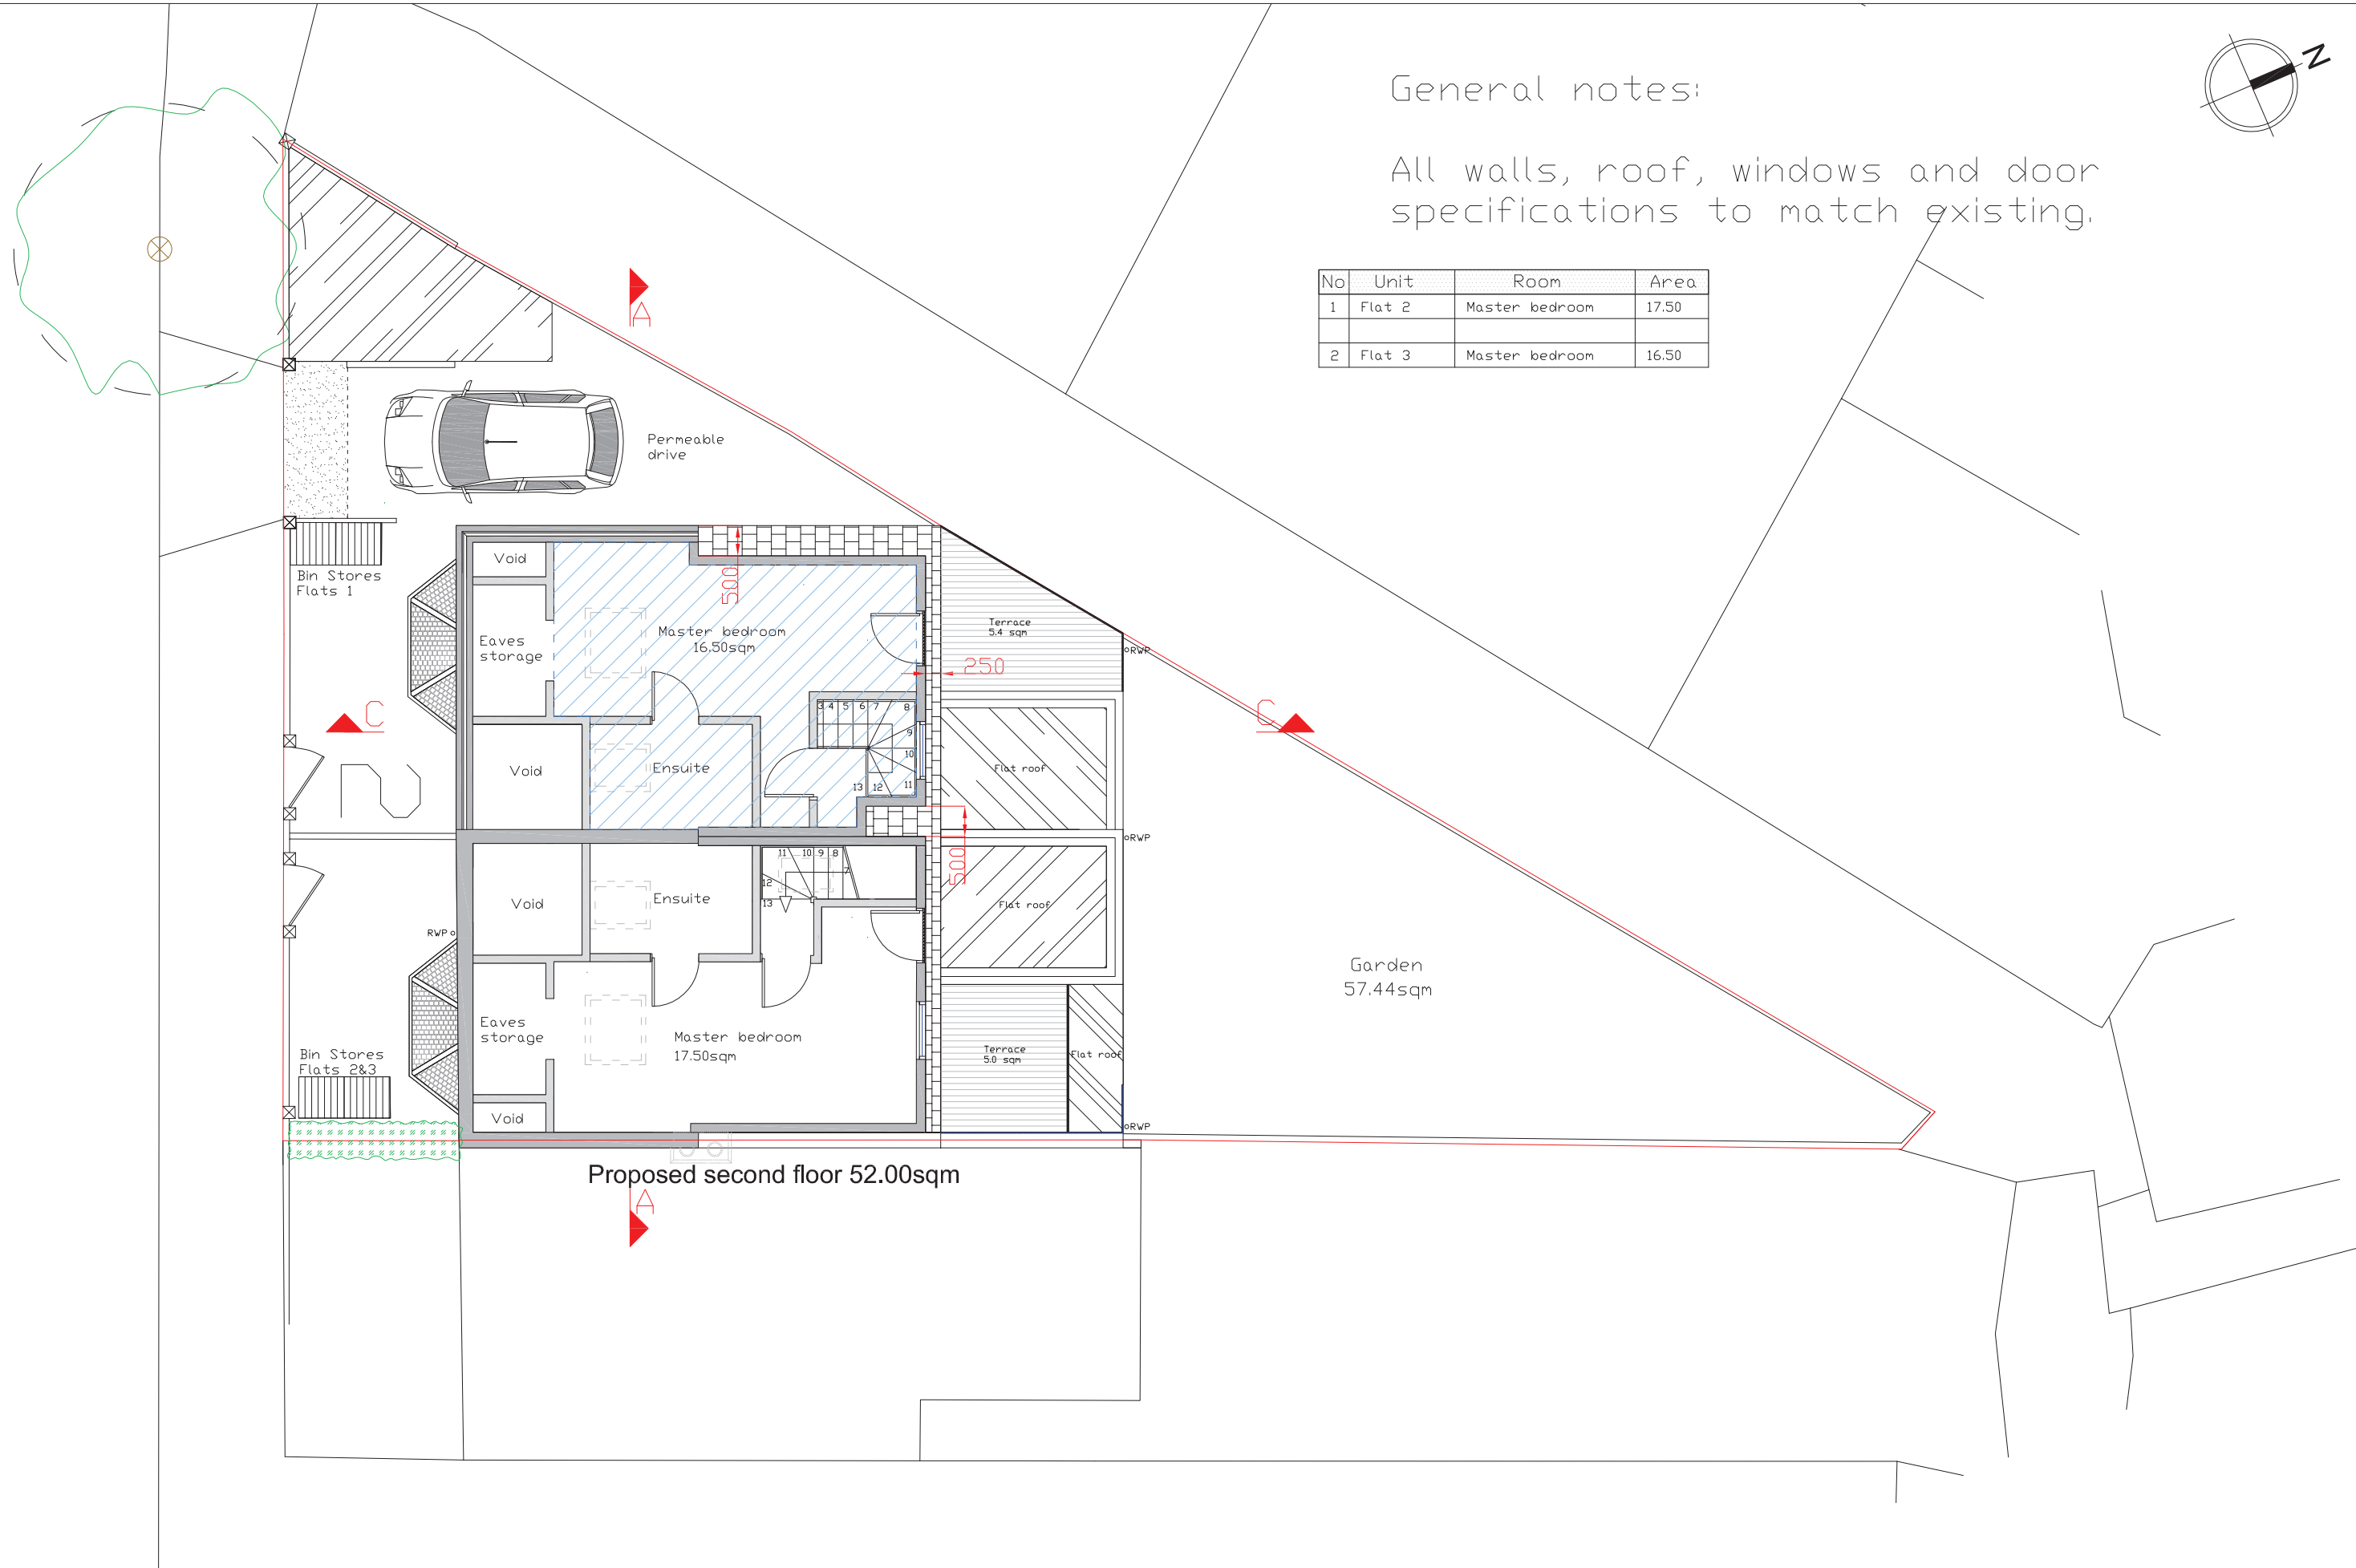 N
General notes:
All walls, roof, windows and door
specifications to match existing.
No Unit Room Area
1 Flat 2 Master bedroom 17.50
2 Flat 3 Master bedroom 16.50
A
Permeable
drive
Bin Stores
Flats 1
Void
500
Eaves
storage
Master bedroom
16.50sqm
Terrace
5.4 sqm
RWP
250
C
C
3 4 5 6 7 8
9
10
11
12
13
Void
Ensuite
Flat roof
RWP
500
11 10 9 8
7
12
13
Void
Ensuite
Flat roof
RWP
Garden
57.44sqm
Eaves
storage
Master bedroom
17.50sqm
Terrace
5.0 sqm
Flat roof
Bin Stores
Flats 2&3
Void
RWP
Proposed second floor 52.00sqm
A